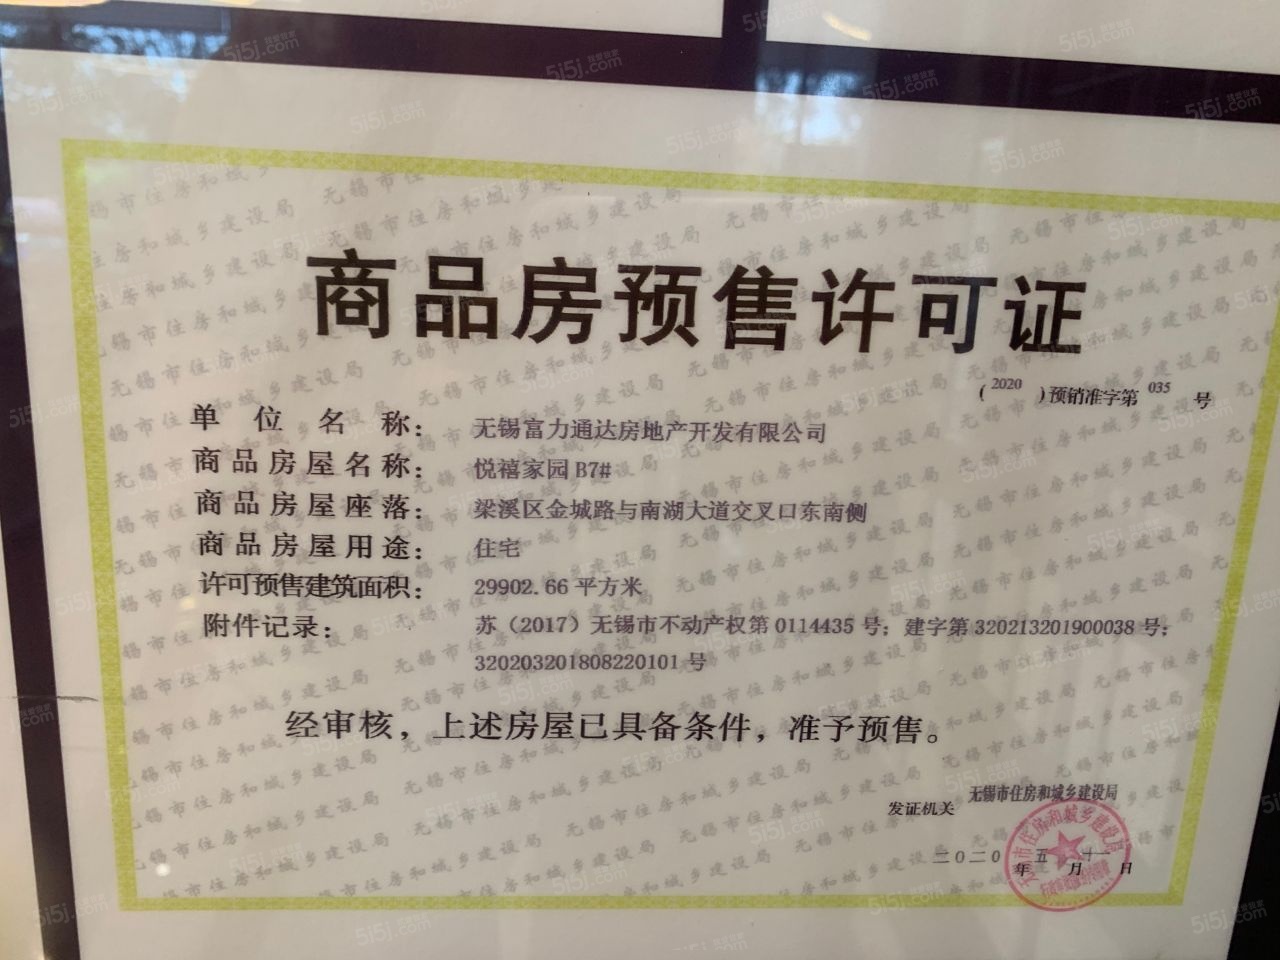 商品房预售许可证
(2020)预销准字第035号
单位名称：无锡富力通达房地产开发有限公司
商品房屋名称：悦禧家园B7#
商品房屋座落：梁溪区金城路与南湖大道交叉口东南侧
商品房屋用途：住宅
许可预售建筑面积：29902.66平方米
附件记录：苏（2017）无锡市不动产权第0114435号；建字第320213201900038号；
320203201808220101号
经审核，上述房屋已具备条件，准予预售。
发证机关 无锡市住房和城乡建设局
二〇二〇年五月十一日